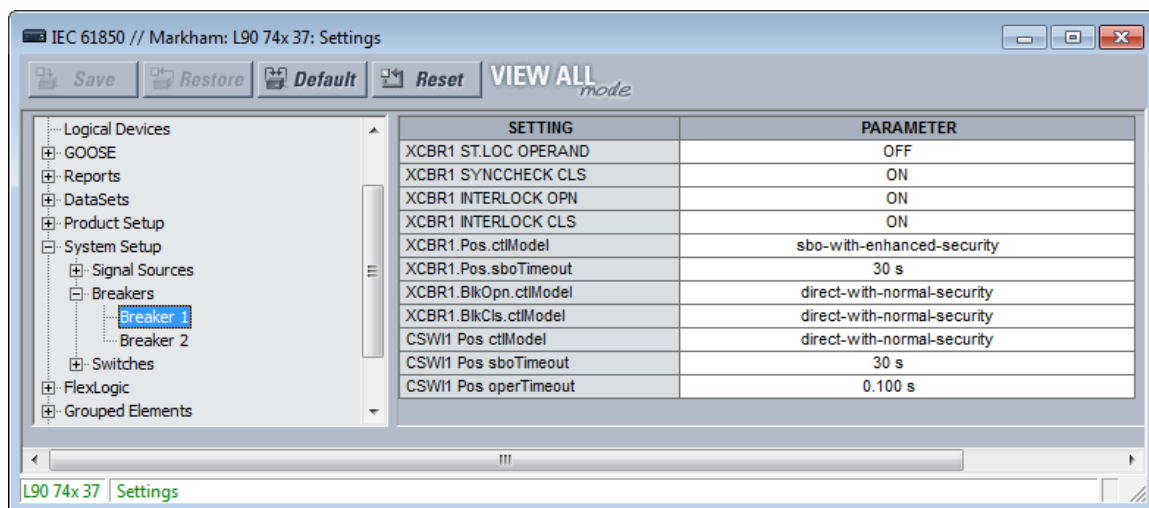 IEC 61850 // Markham: L90 74x 37: Settings
Save Restore Default Reset VIEW ALL mode
Logical Devices
GOOSE
Reports
DataSets
Product Setup
System Setup
Signal Sources
Breakers
Breaker 1
Breaker 2
Switches
FlexLogic
Grouped Elements
SETTING PARAMETER
XCBR1 ST.LOC OPERAND OFF
XCBR1 SYNCCHECK CLS ON
XCBR1 INTERLOCK OPN ON
XCBR1 INTERLOCK CLS ON
XCBR1.Pos.ctlModel sbo-with-enhanced-security
XCBR1.Pos.sboTimeout 30 s
XCBR1.BlkOpn.ctlModel direct-with-normal-security
XCBR1.BlkCls.ctlModel direct-with-normal-security
CSWI1 Pos ctlModel direct-with-normal-security
CSWI1 Pos sboTimeout 30 s
CSWI1 Pos operTimeout 0.100 s
L90 74x 37 Settings